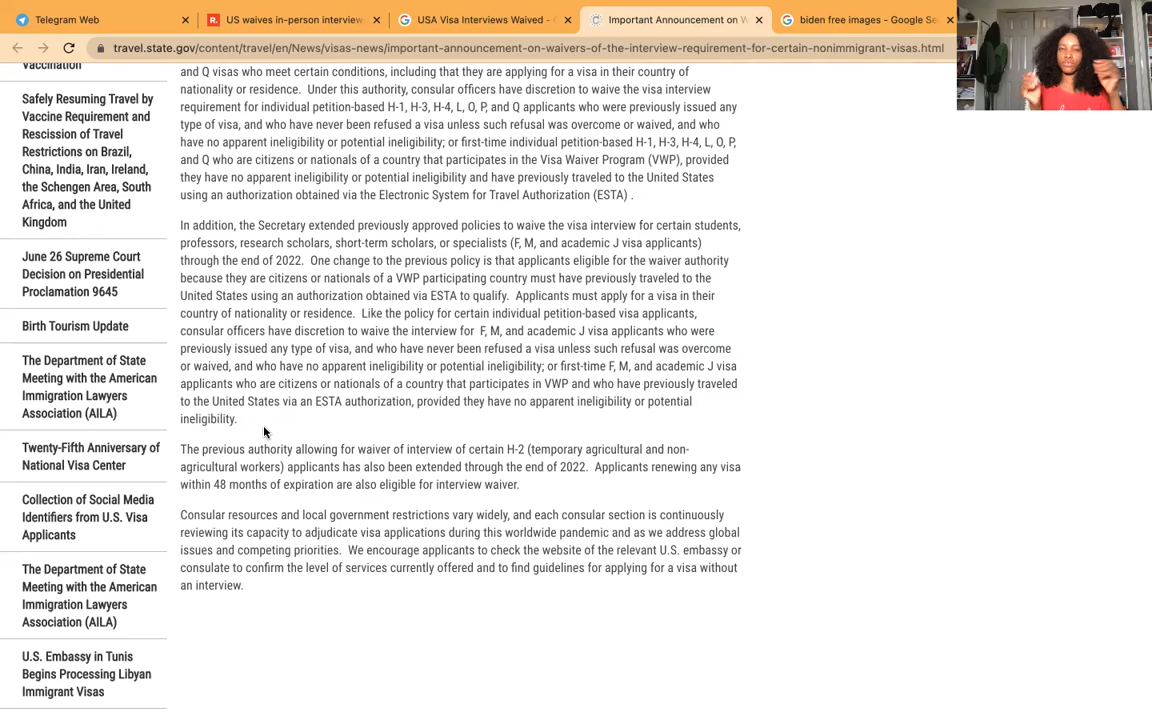 Telegram Web
US waives in-person interview
USA Visa Interviews Waived -
Important Announcement on W
biden free images - Google Se
travel.state.gov/content/travel/en/News/visas-news/important-announcement-on-waivers-of-the-interview-requirement-for-certain-nonimmigrant-visas.html
Vaccination
Safely Resuming Travel by
Vaccine Requirement and
Rescission of Travel
Restrictions on Brazil,
China, India, Iran, Ireland,
the Schengen Area, South
Africa, and the United
Kingdom
June 26 Supreme Court
Decision on Presidential
Proclamation 9645
Birth Tourism Update
The Department of State
Meeting with the American
Immigration Lawyers
Association (AILA)
Twenty-Fifth Anniversary of
National Visa Center
Collection of Social Media
Identifiers from U.S. Visa
Applicants
The Department of State
Meeting with the American
Immigration Lawyers
Association (AILA)
U.S. Embassy in Tunis
Begins Processing Libyan
Immigrant Visas
and Q visas who meet certain conditions, including that they are applying for a visa in their country of
nationality or residence. Under this authority, consular officers have discretion to waive the visa interview
requirement for individual petition-based H-1, H-3, H-4, L, O, P, and Q applicants who were previously issued any
type of visa, and who have never been refused a visa unless such refusal was overcome or waived, and who
have no apparent ineligibility or potential ineligibility; or first-time individual petition-based H-1, H-3, H-4, L, O, P,
and Q who are citizens or nationals of a country that participates in the Visa Waiver Program (VWP), provided
they have no apparent ineligibility or potential ineligibility and have previously traveled to the United States
using an authorization obtained via the Electronic System for Travel Authorization (ESTA) .
In addition, the Secretary extended previously approved policies to waive the visa interview for certain students,
professors, research scholars, short-term scholars, or specialists (F, M, and academic J visa applicants)
through the end of 2022. One change to the previous policy is that applicants eligible for the waiver authority
because they are citizens or nationals of a VWP participating country must have previously traveled to the
United States using an authorization obtained via ESTA to qualify. Applicants must apply for a visa in their
country of nationality or residence. Like the policy for certain individual petition-based visa applicants,
consular officers have discretion to waive the interview for F, M, and academic J visa applicants who were
previously issued any type of visa, and who have never been refused a visa unless such refusal was overcome
or waived, and who have no apparent ineligibility or potential ineligibility; or first-time F, M, and academic J visa
applicants who are citizens or nationals of a country that participates in VWP and who have previously traveled
to the United States via an ESTA authorization, provided they have no apparent ineligibility or potential
ineligibility.
The previous authority allowing for waiver of interview of certain H-2 (temporary agricultural and non-
agricultural workers) applicants has also been extended through the end of 2022. Applicants renewing any visa
within 48 months of expiration are also eligible for interview waiver.
Consular resources and local government restrictions vary widely, and each consular section is continuously
reviewing its capacity to adjudicate visa applications during this worldwide pandemic and as we address global
issues and competing priorities. We encourage applicants to check the website of the relevant U.S. embassy or
consulate to confirm the level of services currently offered and to find guidelines for applying for a visa without
an interview.